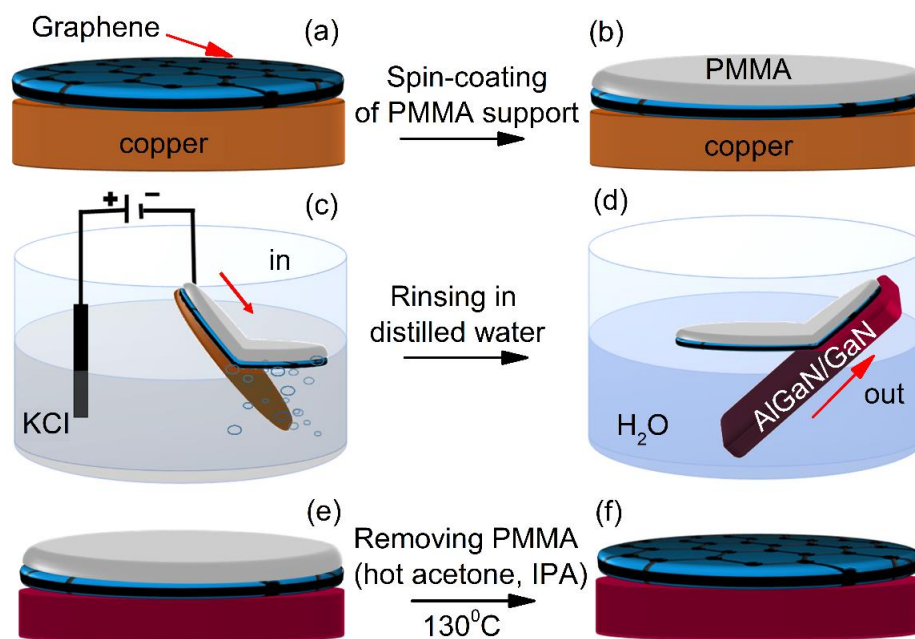 Graphene
(a)
copper
Spin-coating
of PMMA support
(b)
PMMA
copper
(c)
+ −
in
KCl
Rinsing in
distilled water
(d)
AlGaN/GaN
out
H₂O
(e)
Removing PMMA
(hot acetone, IPA)
130⁰C
(f)